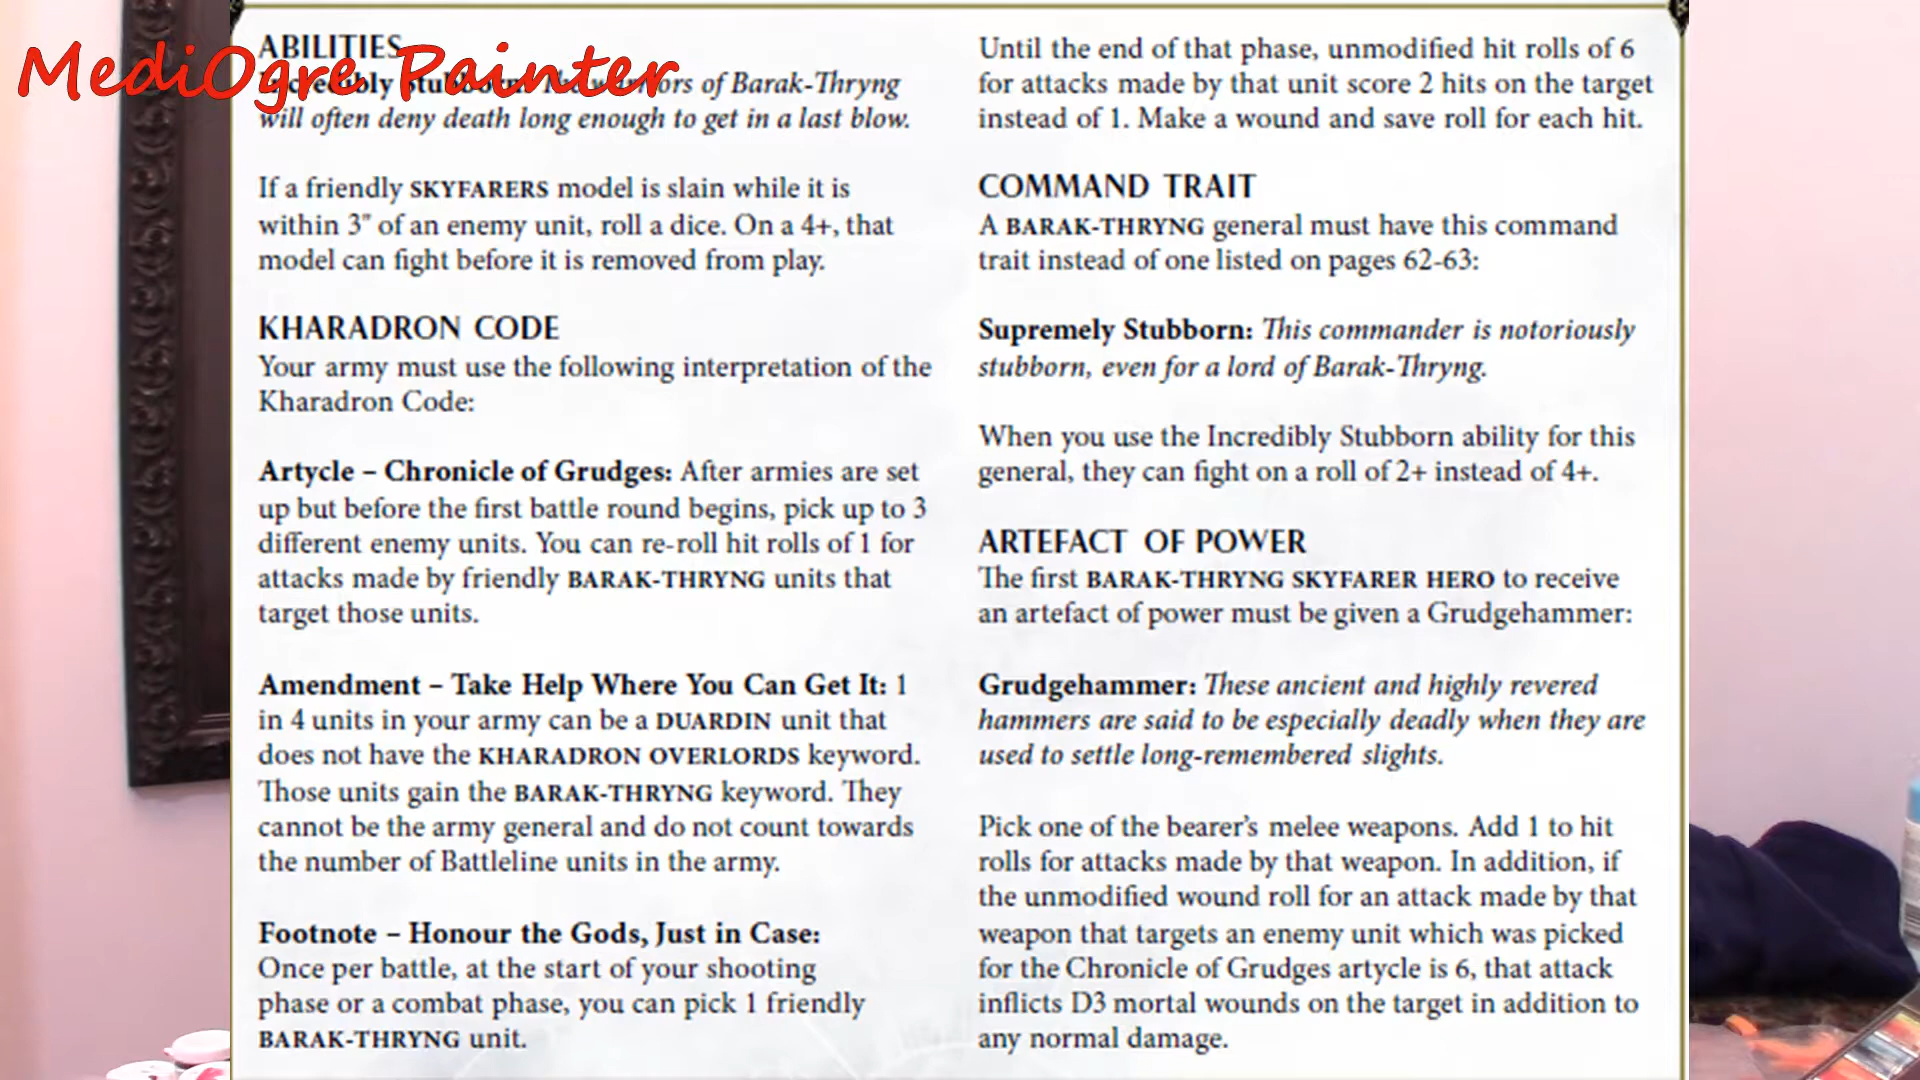 MediOgre Painter
ABILITIES
Incredibly Stubborn: The warriors of Barak-Thryng
will often deny death long enough to get in a last blow.
If a friendly SKYFARERS model is slain while it is
within 3" of an enemy unit, roll a dice. On a 4+, that
model can fight before it is removed from play.
KHARADRON CODE
Your army must use the following interpretation of the
Kharadron Code:
Artycle – Chronicle of Grudges: After armies are set
up but before the first battle round begins, pick up to 3
different enemy units. You can re-roll hit rolls of 1 for
attacks made by friendly BARAK-THRYNG units that
target those units.
Amendment – Take Help Where You Can Get It: 1
in 4 units in your army can be a DUARDIN unit that
does not have the KHARADRON OVERLORDS keyword.
Those units gain the BARAK-THRYNG keyword. They
cannot be the army general and do not count towards
the number of Battleline units in the army.
Footnote – Honour the Gods, Just in Case:
Once per battle, at the start of your shooting
phase or a combat phase, you can pick 1 friendly
BARAK-THRYNG unit.
Until the end of that phase, unmodified hit rolls of 6
for attacks made by that unit score 2 hits on the target
instead of 1. Make a wound and save roll for each hit.
COMMAND TRAIT
A BARAK-THRYNG general must have this command
trait instead of one listed on pages 62-63:
Supremely Stubborn: This commander is notoriously
stubborn, even for a lord of Barak-Thryng.
When you use the Incredibly Stubborn ability for this
general, they can fight on a roll of 2+ instead of 4+.
ARTEFACT OF POWER
The first BARAK-THRYNG SKYFARER HERO to receive
an artefact of power must be given a Grudgehammer:
Grudgehammer: These ancient and highly revered
hammers are said to be especially deadly when they are
used to settle long-remembered slights.
Pick one of the bearer's melee weapons. Add 1 to hit
rolls for attacks made by that weapon. In addition, if
the unmodified wound roll for an attack made by that
weapon that targets an enemy unit which was picked
for the Chronicle of Grudges artycle is 6, that attack
inflicts D3 mortal wounds on the target in addition to
any normal damage.